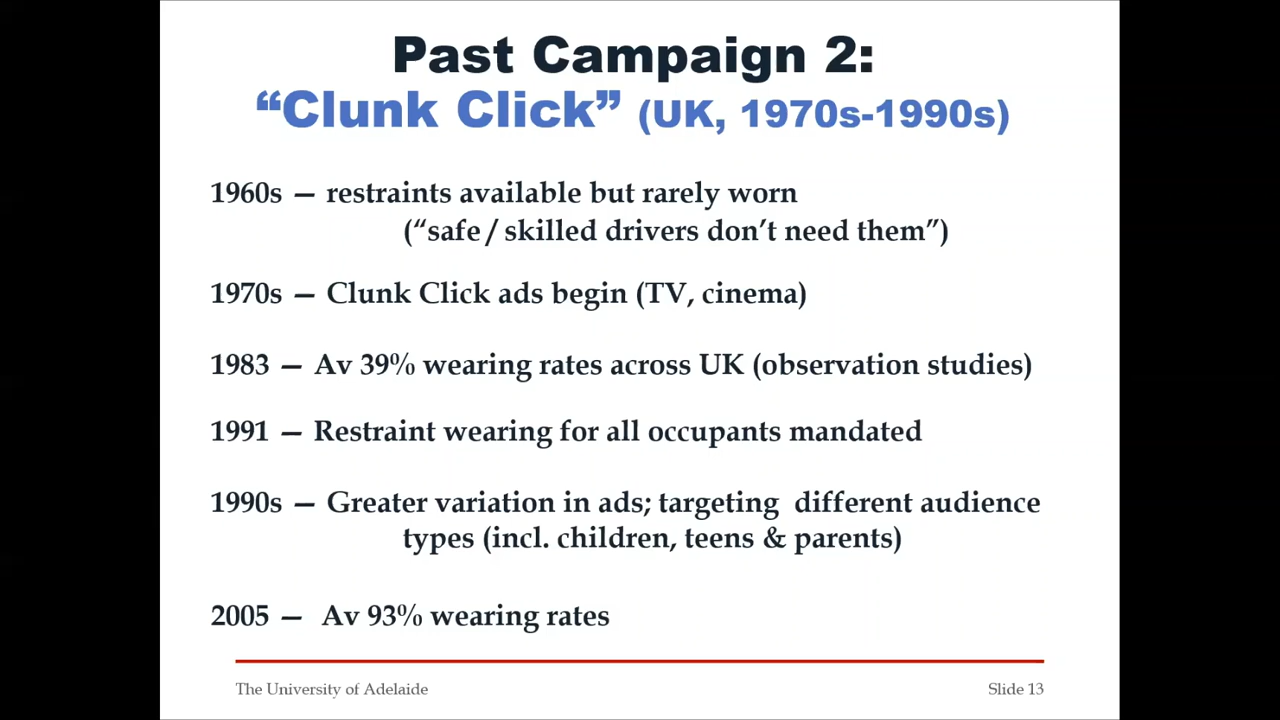 Past Campaign 2:
“Clunk Click” (UK, 1970s-1990s)
1960s — restraints available but rarely worn
(“safe / skilled drivers don’t need them”)
1970s — Clunk Click ads begin (TV, cinema)
1983 — Av 39% wearing rates across UK (observation studies)
1991 — Restraint wearing for all occupants mandated
1990s — Greater variation in ads; targeting  different audience
types (incl. children, teens & parents)
2005 —  Av 93% wearing rates
The University of Adelaide
Slide 13